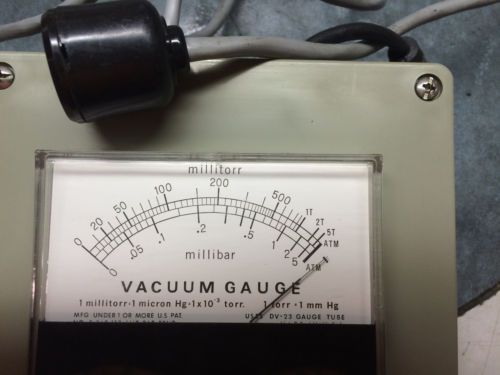 millitorr
0 20 50 100 200 500 1T 2T 5T ATM
0 .05 .1 .2 .5 1 2 5 ATM
millibar
VACUUM GAUGE
1 millitorr=1 micron Hg=1x10⁻³ torr. 1 torr=1 mm Hg
MFG UNDER 1 OR MORE U.S PAT. USES DV-23 GAUGE TUBE